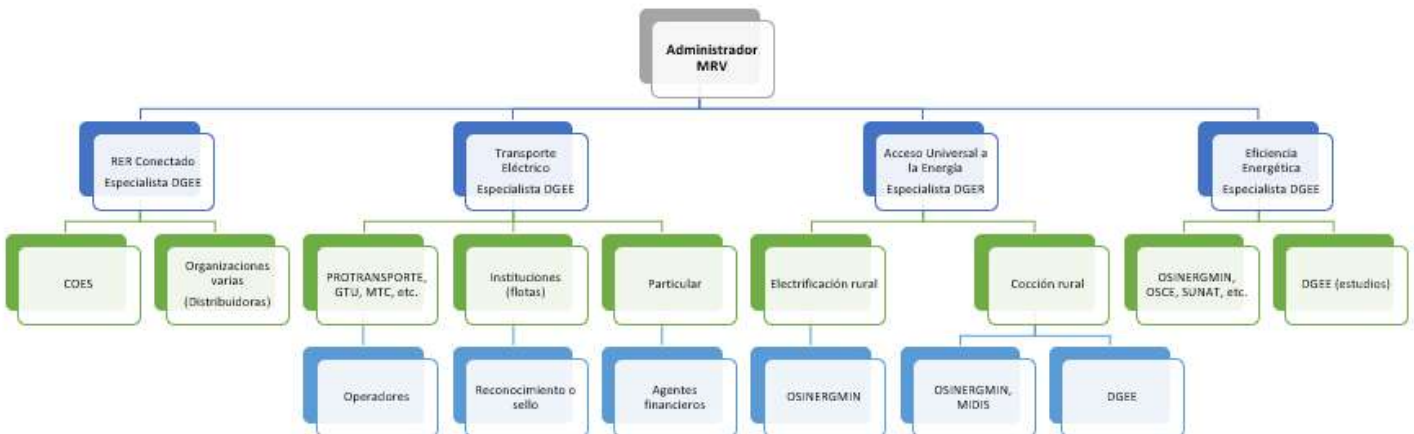 Administrador
MRV
RER Conectado
Especialista DGEE
Transporte
Eléctrico
Especialista DGEE
Acceso Universal a
la Energía
Especialista DGER
Eficiencia
Energética
Especialista DGEE
COES
Organizaciones
varias
(Distribuidoras)
PROTRANSPORTE,
GTU, MTC, etc.
Instituciones
(flotas)
Particular
Electrificación rural
Cocción rural
OSINERGMIN,
OSCE, SUNAT, etc.
DGEE (estudios)
Operadores
Reconocimiento o
sello
Agentes
financieros
OSINERGMIN
OSINERGMIN,
MIDIS
DGEE